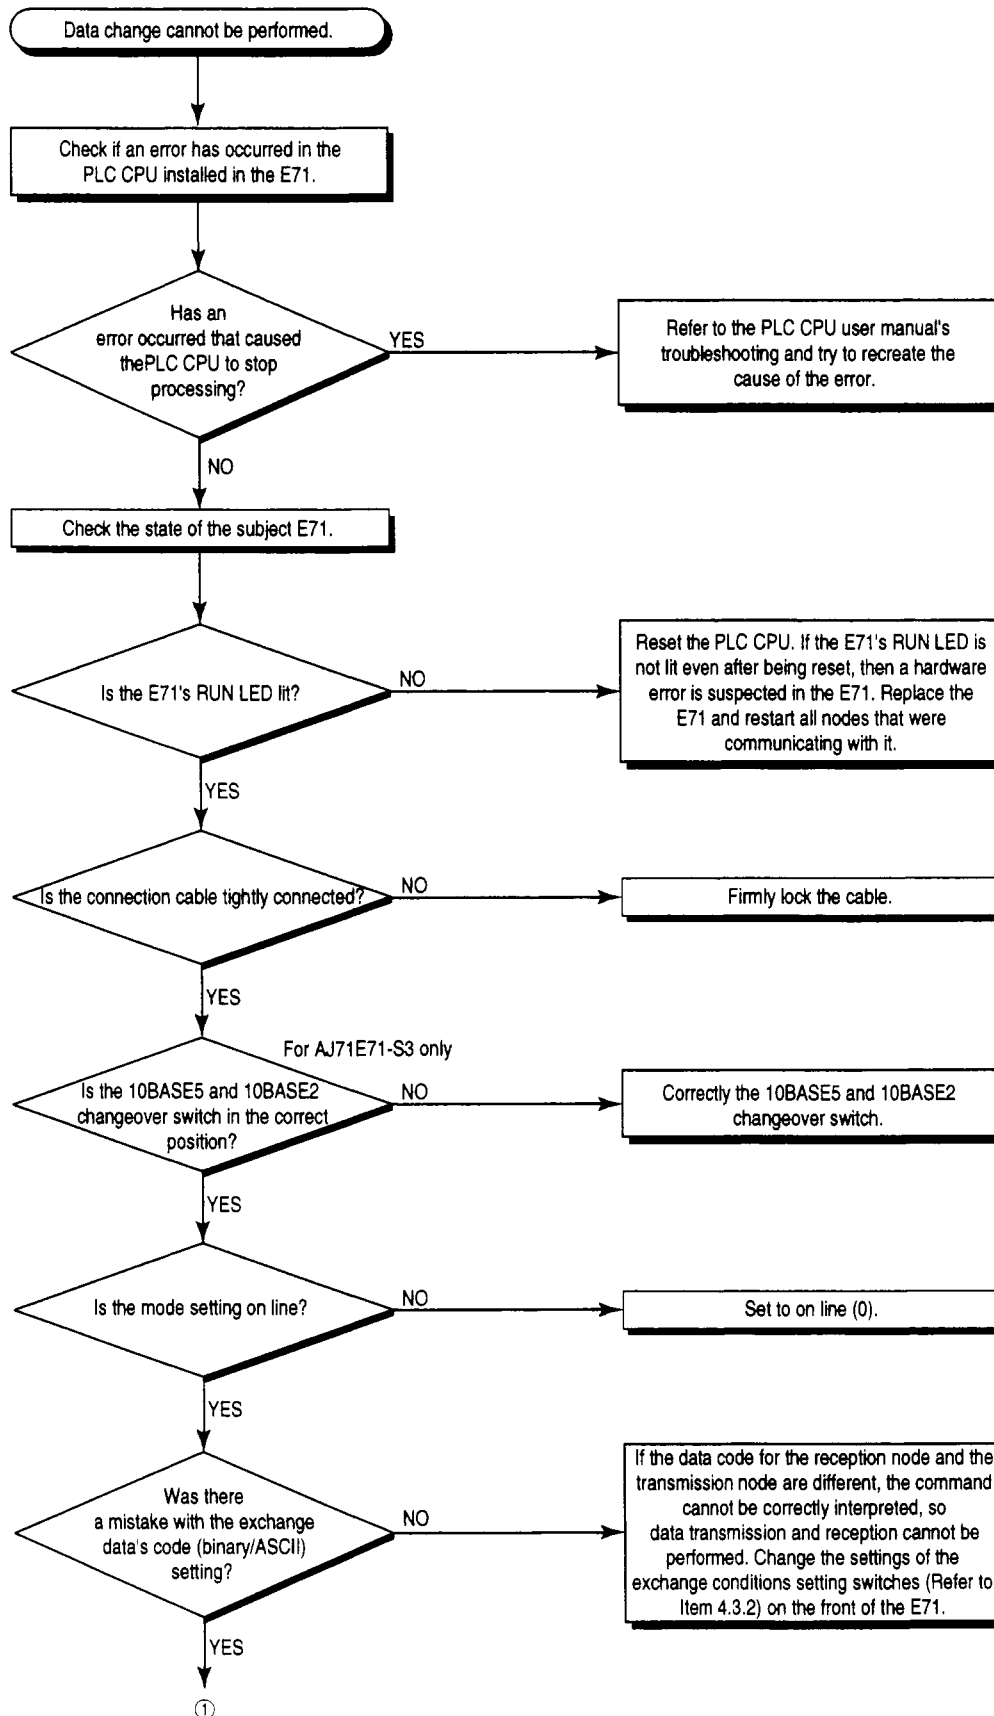 Data change cannot be performed.
Check if an error has occurred in the
PLC CPU installed in the E71.
Has an
error occurred that caused
thePLC CPU to stop
processing?
YES
Refer to the PLC CPU user manual's
troubleshooting and try to recreate the
cause of the error.
NO
Check the state of the subject E71.
Is the E71's RUN LED lit?
NO
Reset the PLC CPU. If the E71's RUN LED is
not lit even after being reset, then a hardware
error is suspected in the E71. Replace the
E71 and restart all nodes that were
communicating with it.
YES
Is the connection cable tightly connected?
NO
Firmly lock the cable.
YES
For AJ71E71-S3 only
Is the 10BASE5 and 10BASE2
changeover switch in the correct
position?
NO
Correctly the 10BASE5 and 10BASE2
changeover switch.
YES
Is the mode setting on line?
NO
Set to on line (0).
YES
Was there
a mistake with the exchange
data's code (binary/ASCII)
setting?
NO
If the data code for the reception node and the
transmission node are different, the command
cannot be correctly interpreted, so
data transmission and reception cannot be
performed. Change the settings of the
exchange conditions setting switches (Refer to
Item 4.3.2) on the front of the E71.
YES
①